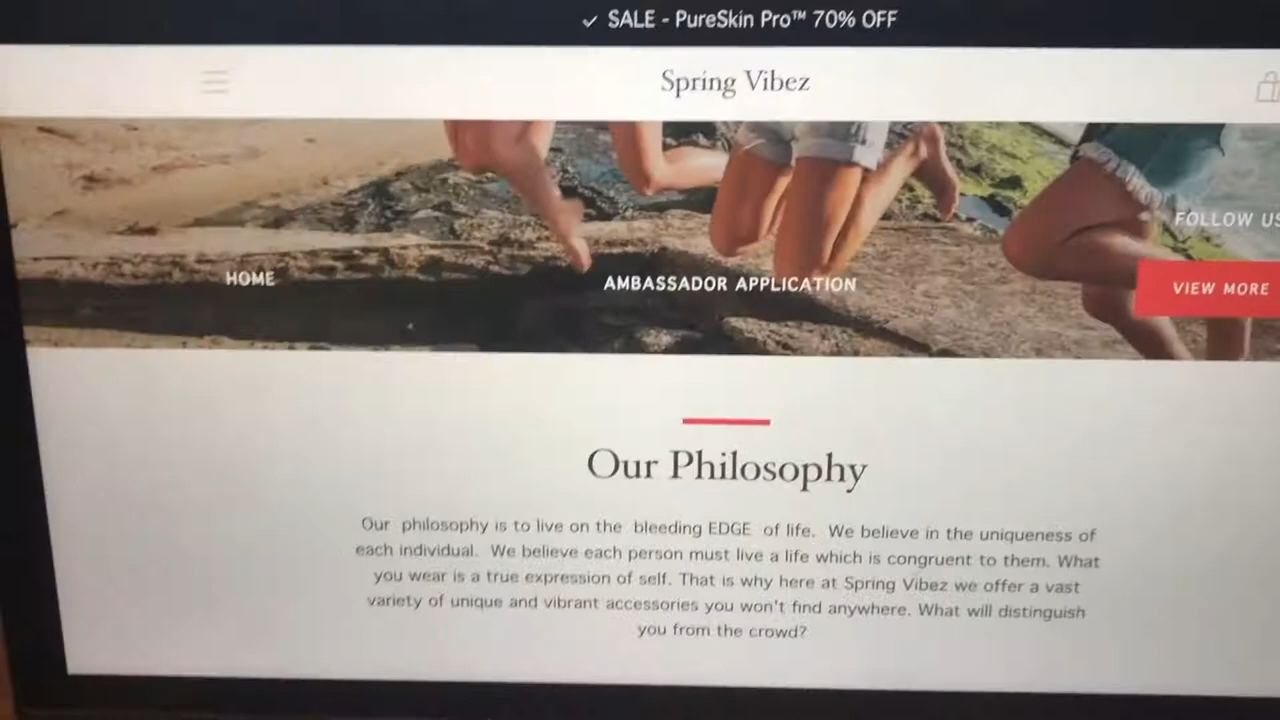 ✓ SALE - PureSkin Pro™ 70% OFF
Spring Vibez
FOLLOW US
HOME
AMBASSADOR APPLICATION
VIEW MORE
Our Philosophy
Our philosophy is to live on the bleeding EDGE of life. We believe in the uniqueness of
each individual. We believe each person must live a life which is congruent to them. What
you wear is a true expression of self. That is why here at Spring Vibez we offer a vast
variety of unique and vibrant accessories you won't find anywhere. What will distinguish
you from the crowd?